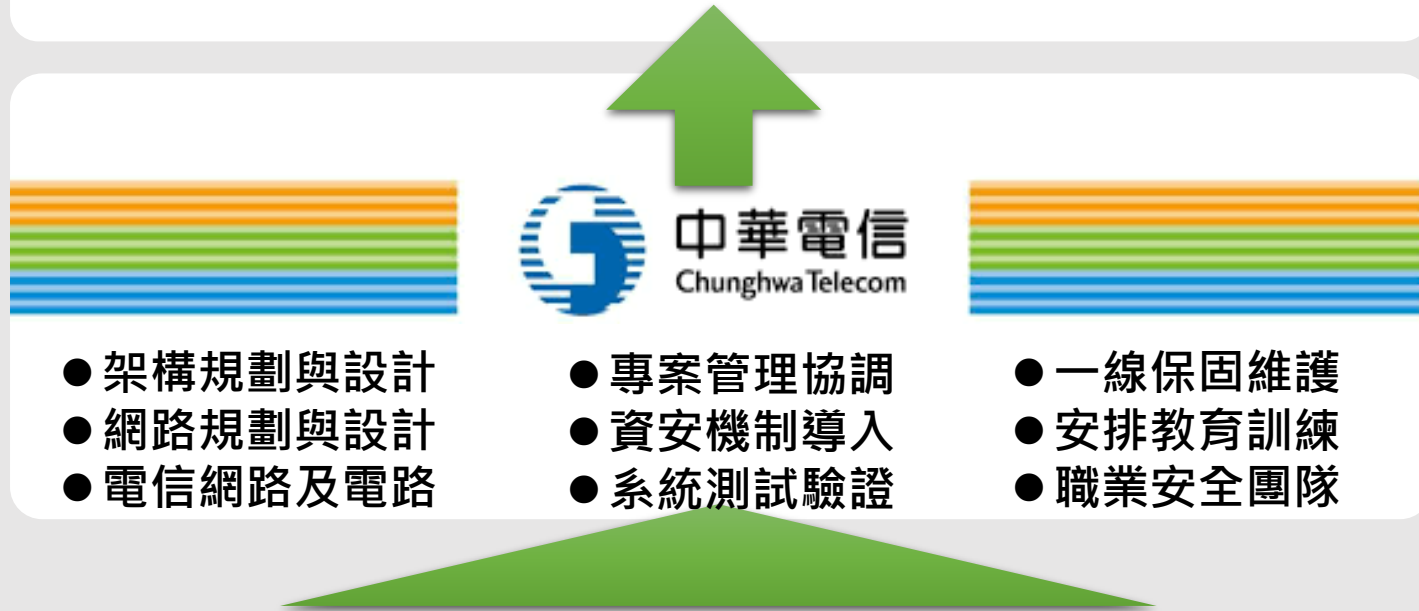 中華電信
Chunghwa Telecom
●架構規劃與設計
●網路規劃與設計
●電信網路及電路
●專案管理協調
●資安機制導入
●系統測試驗證
●一線保固維護
●安排教育訓練
●職業安全團隊